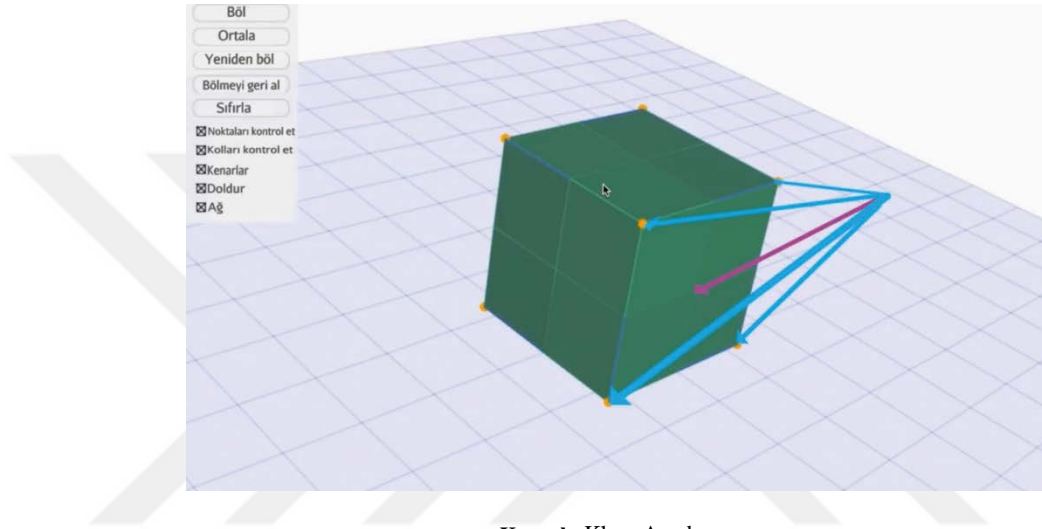 Böl
Ortala
Yeniden böl
Bölmeyi geri al
Sıfırla
Noktaları kontrol et
Kolları kontrol et
Kenarlar
Doldur
Ağ